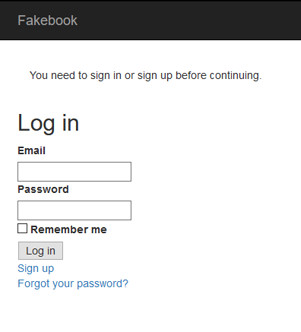 Fakebook
You need to sign in or sign up before continuing.
Log in
Email
Password
Remember me
Log in
Sign up
Forgot your password?